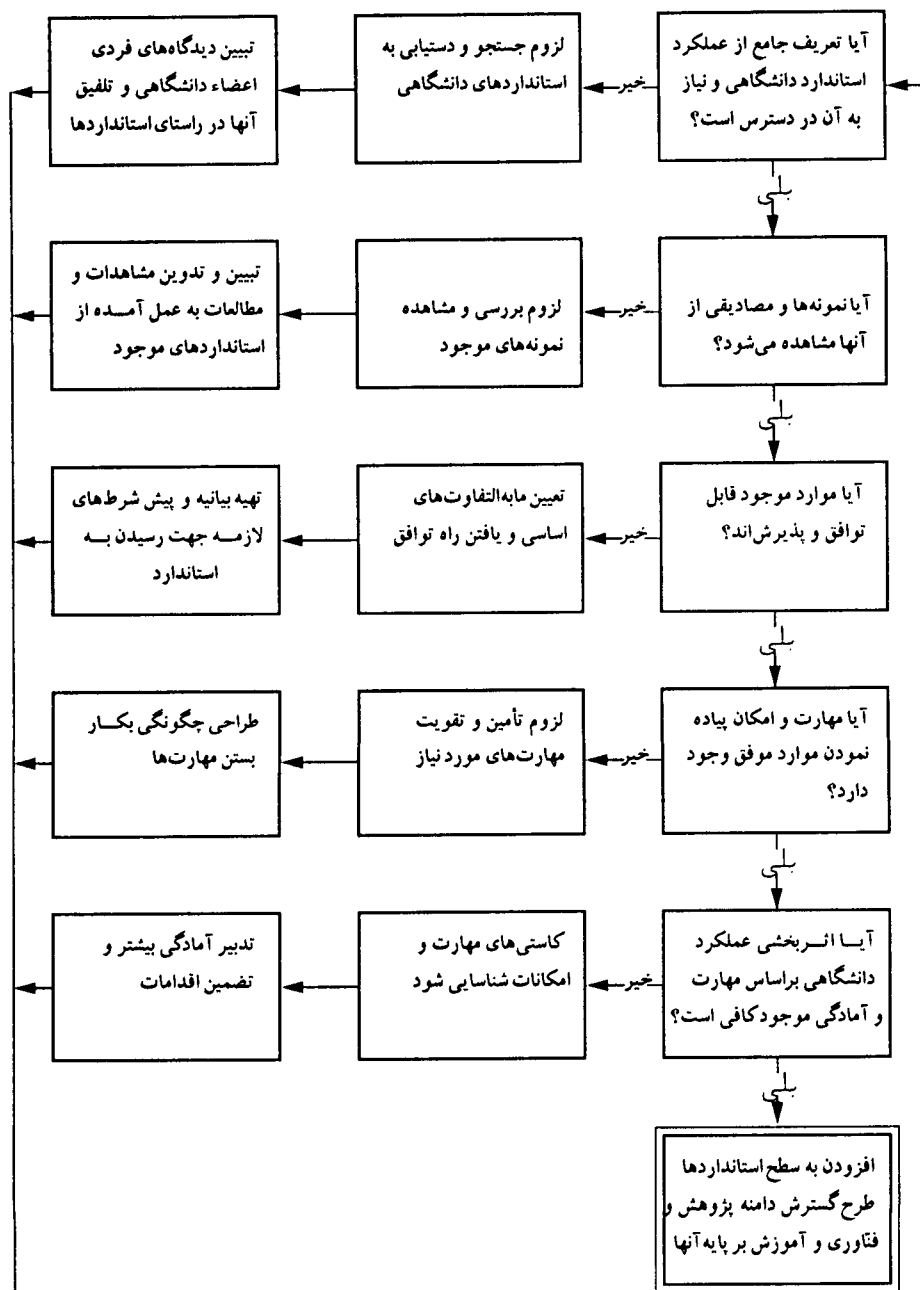 آیا تعریف جامع از عملکرد
استاندارد دانشگاهی و نیاز
به آن در دسترس است؟
خیر
لزوم جستجو و دستیابی به
استانداردهای دانشگاهی
تبیین دیدگاه‌های فردی
اعضاء دانشگاهی و تلفیق
آنها در راستای استانداردها
بلی
آیا نمونه‌ها و مصادیقی از
آنها مشاهده می‌شود؟
خیر
لزوم بررسی و مشاهده
نمونه‌های موجود
تبیین و تدوین مشاهدات و
مطالعات به عمل آمده از
استانداردهای موجود
بلی
آیا موارد موجود قابل
توافق و پذیرش‌اند؟
خیر
تعیین مابه‌التفاوت‌های
اساسی و یافتن راه توافق
تهیه بیانیه و پیش شرط‌های
لازمه جهت رسیدن به
استاندارد
بلی
آیا مهارت و امکان پیاده
نمودن موارد موفق وجود
دارد؟
خیر
لزوم تأمین و تقویت
مهارت‌های مورد نیاز
طراحی چگونگی بکار
بستن مهارت‌ها
بلی
آیا اثربخشی عملکرد
دانشگاهی براساس مهارت
و آمادگی موجود کافی است؟
خیر
کاستی‌های مهارت و
امکانات شناسایی شود
تدبیر آمادگی بیشتر و
تضمین اقدامات
بلی
افزودن به سطح استانداردها
طرح گسترش دامنه پژوهش و
فنّاوری و آموزش بر پایه آنها